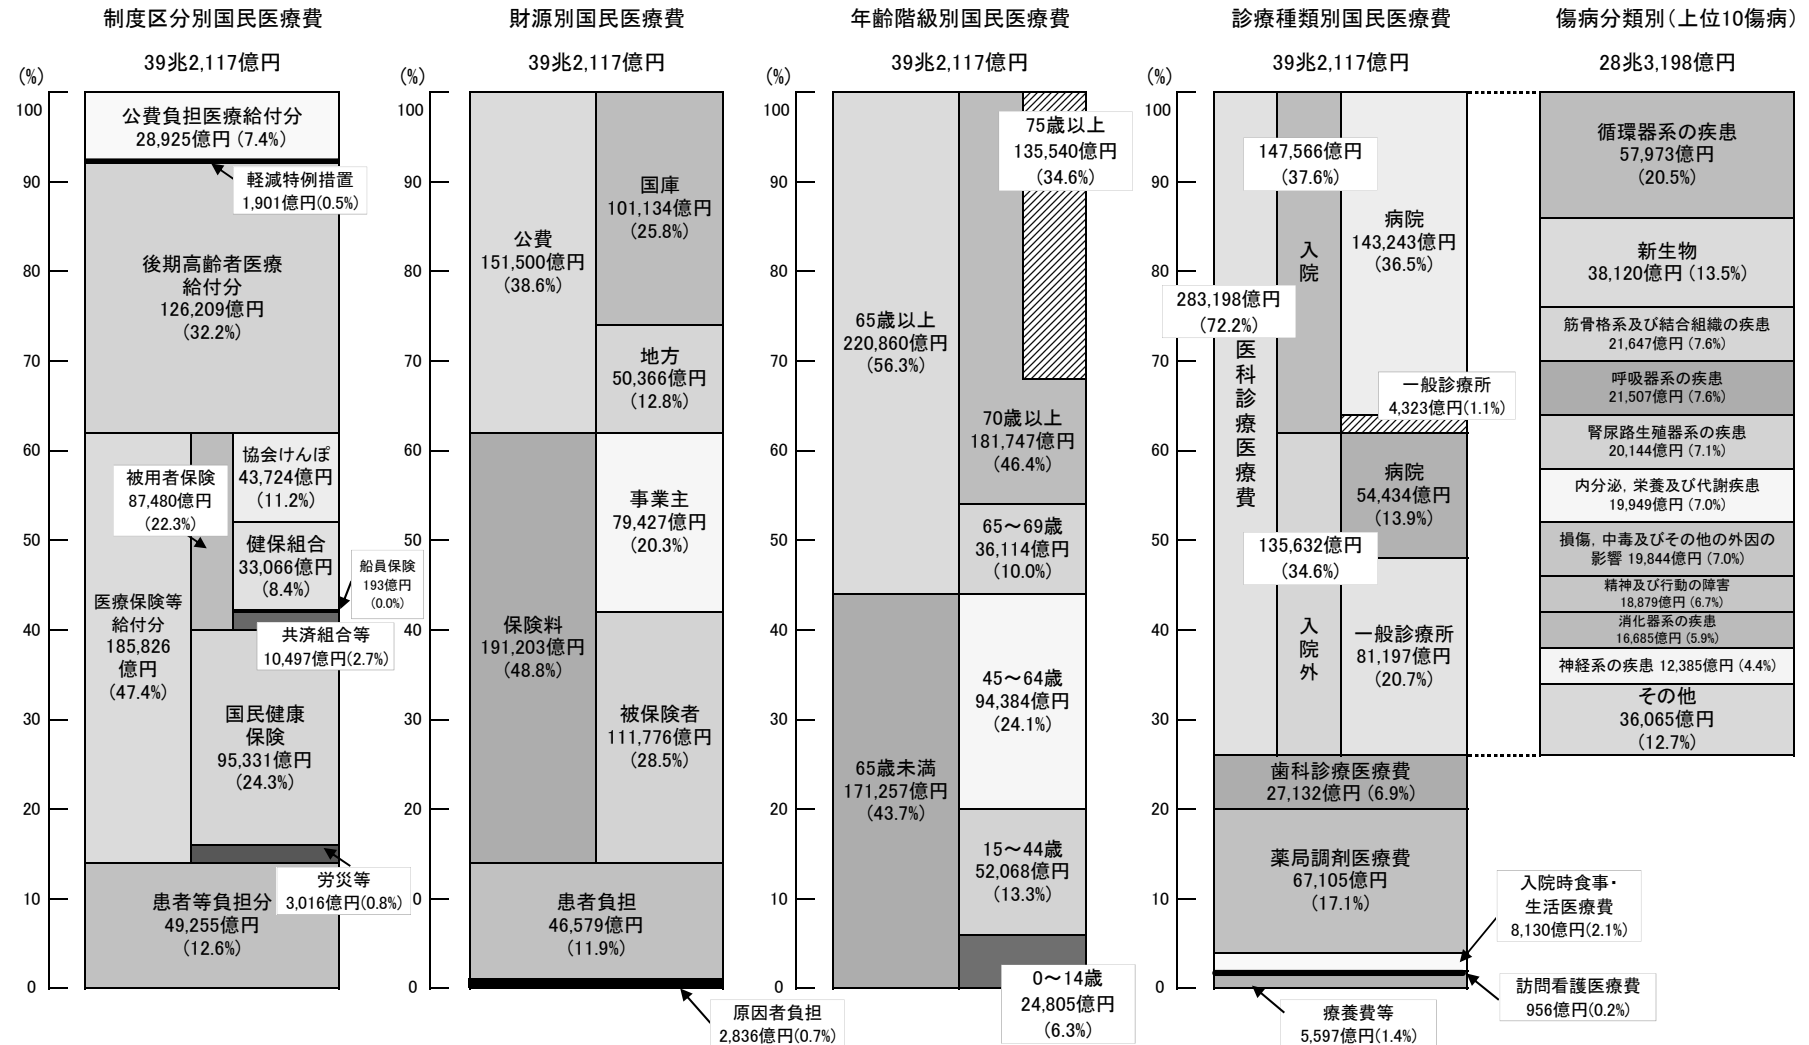 制度区分別国民医療費
39兆2,117億円
(%)
100
90
80
70
60
50
40
30
20
10
0
公費負担医療給付分
28,925億円 (7.4%)
軽減特例措置
1,901億円(0.5%)
後期高齢者医療
給付分
126,209億円
(32.2%)
被用者保険
87,480億円
(22.3%)
協会けんぽ
43,724億円
(11.2%)
健保組合
33,066億円
(8.4%)
船員保険
193億円
(0.0%)
共済組合等
10,497億円(2.7%)
医療保険等
給付分
185,826
億円
(47.4%)
国民健康
保険
95,331億円
(24.3%)
労災等
3,016億円(0.8%)
患者等負担分
49,255億円
(12.6%)
財源別国民医療費
39兆2,117億円
(%)
100
90
80
70
60
50
40
30
20
10
0
公費
151,500億円
(38.6%)
国庫
101,134億円
(25.8%)
地方
50,366億円
(12.8%)
保険料
191,203億円
(48.8%)
事業主
79,427億円
(20.3%)
被保険者
111,776億円
(28.5%)
患者負担
46,579億円
(11.9%)
原因者負担
2,836億円(0.7%)
年齢階級別国民医療費
39兆2,117億円
(%)
100
90
80
70
60
50
40
30
20
10
0
75歳以上
135,540億円
(34.6%)
65歳以上
220,860億円
(56.3%)
70歳以上
181,747億円
(46.4%)
65～69歳
36,114億円
(10.0%)
45～64歳
94,384億円
(24.1%)
65歳未満
171,257億円
(43.7%)
15～44歳
52,068億円
(13.3%)
0～14歳
24,805億円
(6.3%)
診療種類別国民医療費
39兆2,117億円
(%)
100
90
80
70
60
50
40
30
20
10
0
283,198億円
(72.2%)
医科診療医療費
147,566億円
(37.6%)
入院
病院
143,243億円
(36.5%)
一般診療所
4,323億円(1.1%)
135,632億円
(34.6%)
入院外
病院
54,434億円
(13.9%)
一般診療所
81,197億円
(20.7%)
歯科診療医療費
27,132億円 (6.9%)
薬局調剤医療費
67,105億円
(17.1%)
入院時食事・
生活医療費
8,130億円(2.1%)
訪問看護医療費
956億円(0.2%)
療養費等
5,597億円(1.4%)
傷病分類別(上位10傷病)
28兆3,198億円
循環器系の疾患
57,973億円
(20.5%)
新生物
38,120億円 (13.5%)
筋骨格系及び結合組織の疾患
21,647億円 (7.6%)
呼吸器系の疾患
21,507億円 (7.6%)
腎尿路生殖器系の疾患
20,144億円 (7.1%)
内分泌，栄養及び代謝疾患
19,949億円 (7.0%)
損傷，中毒及びその他の外因の
影響 19,844億円 (7.0%)
精神及び行動の障害
18,879億円 (6.7%)
消化器系の疾患
16,685億円 (5.9%)
神経系の疾患 12,385億円 (4.4%)
その他
36,065億円
(12.7%)